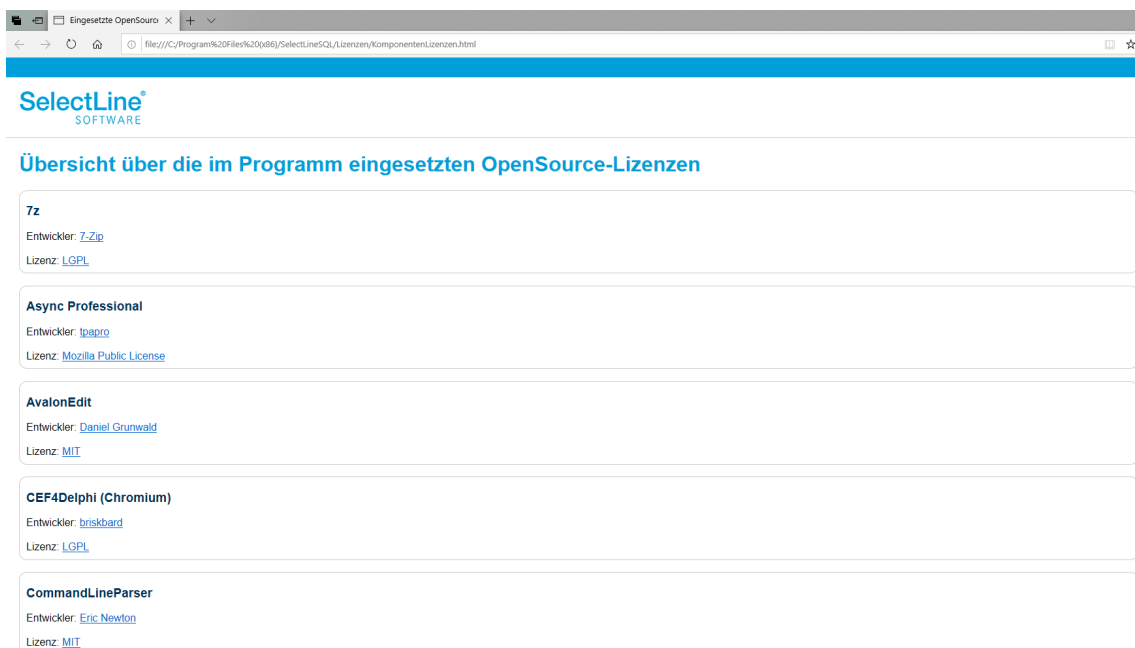 Eingesetzte OpenSource
file:///C:/Program%20Files%20(x86)/SelectLineSQL/Lizenzen/KomponentenLizenzen.html
SelectLine®
SOFTWARE
Übersicht über die im Programm eingesetzten OpenSource-Lizenzen
7z
Entwickler: 7-Zip
Lizenz: LGPL
Async Professional
Entwickler: tpapro
Lizenz: Mozilla Public License
AvalonEdit
Entwickler: Daniel Grunwald
Lizenz: MIT
CEF4Delphi (Chromium)
Entwickler: briskbard
Lizenz: LGPL
CommandLineParser
Entwickler: Eric Newton
Lizenz: MIT